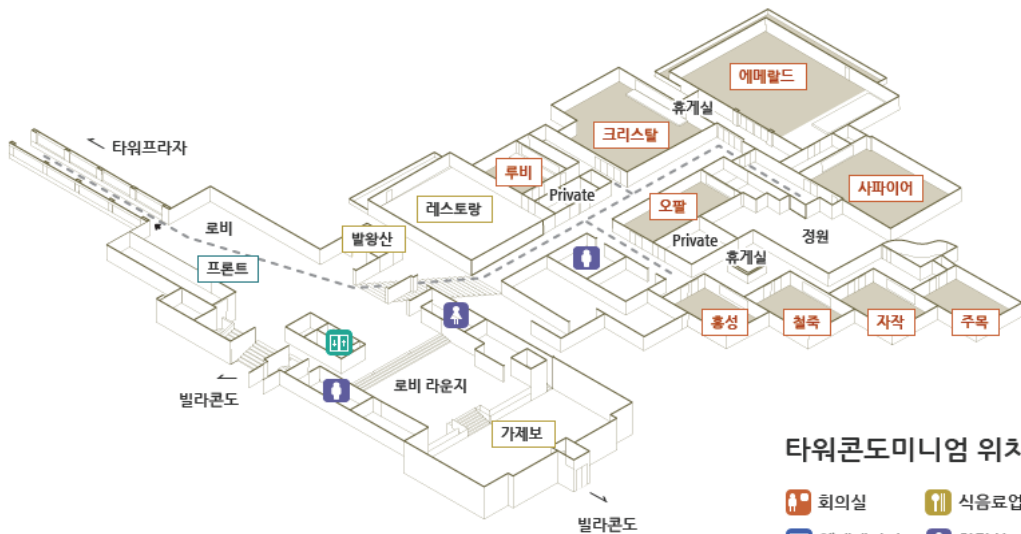 에메랄드
휴게실
크리스탈
타워프라자
루비
Private
사파이어
레스토랑
오팔
로비
발왕산
Private
정원
휴게실
프론트
홍성
철죽
자작
주목
빌라콘도
로비 라운지
가제보
빌라콘도
타워콘도미니엄 위치
회의실
식음료업